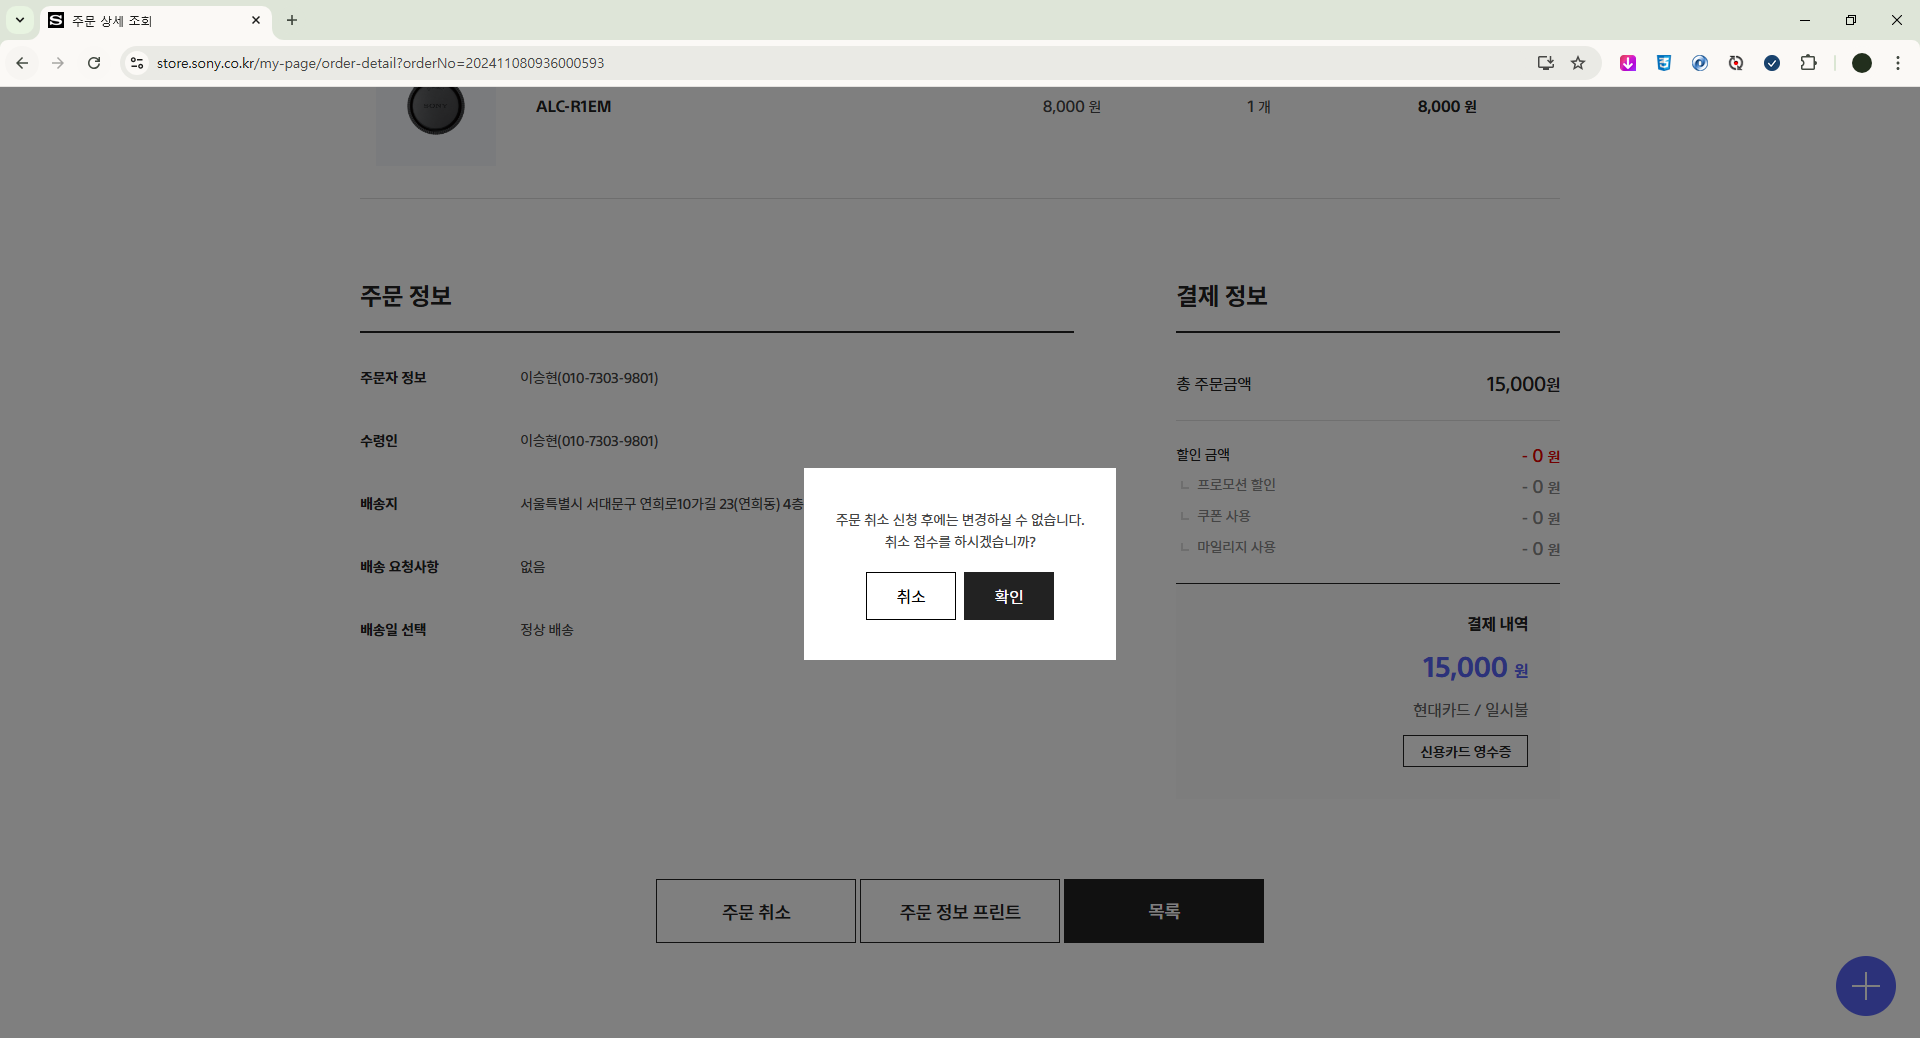 주문 상세 조회
store.sony.co.kr/my-page/order-detail?orderNo=202411080936000593
SONY
ALC-R1EM
8,000 원
1 개
8,000 원
주문 정보
주문자 정보
이승현(010-7303-9801)
수령인
이승현(010-7303-9801)
배송지
서울특별시 서대문구 연희로10가길 23(연희동) 4층
배송 요청사항
없음
배송일 선택
정상 배송
결제 정보
총 주문금액
15,000원
할인 금액
- 0 원
프로모션 할인
- 0 원
쿠폰 사용
- 0 원
마일리지 사용
- 0 원
결제 내역
15,000 원
현대카드 / 일시불
신용카드 영수증
주문 취소 신청 후에는 변경하실 수 없습니다.
취소 접수를 하시겠습니까?
취소
확인
주문 취소
주문 정보 프린트
목록